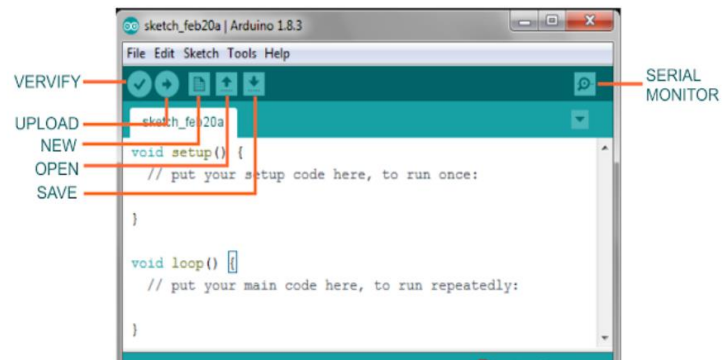 sketch_feb20a | Arduino 1.8.3
File Edit Sketch Tools Help
VERVIFY
UPLOAD
NEW
OPEN
SAVE
SERIAL
MONITOR
sketch_feb20a
void setup() {
// put your setup code here, to run once:
}
void loop() {
// put your main code here, to run repeatedly:
}